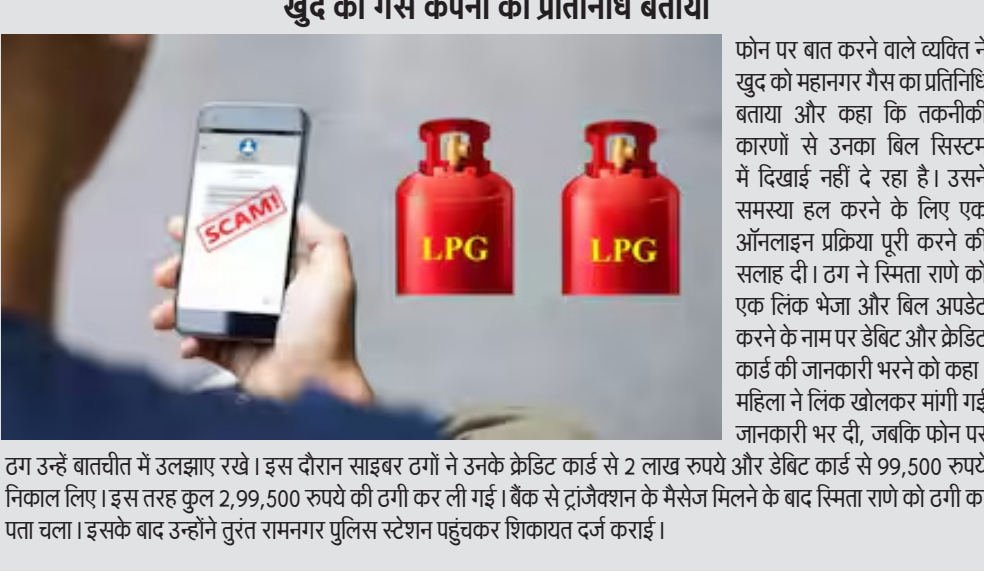 खुद को गैस कंपनी का प्रतिनिधि बताया
SCAM!
LPG
LPG
फोन पर बात करने वाले व्यक्ति ने
खुद को महानगर गैस का प्रतिनिधि
बताया और कहा कि तकनीकी
कारणों से उनका बिल सिस्टम
में दिखाई नहीं दे रहा है। उसने
समस्या हल करने के लिए एक
ऑनलाइन प्रक्रिया पूरी करने की
सलाह दी। ठग ने स्मिता राणे को
एक लिंक भेजा और बिल अपडेट
करने के नाम पर डेबिट और क्रेडिट
कार्ड की जानकारी भरने को कहा
महिला ने लिंक खोलकर मांगी गई
जानकारी भर दी, जबकि फोन पर
ठग उन्हें बातचीत में उलझाए रखे। इस दौरान साइबर ठगों ने उनके क्रेडिट कार्ड से 2 लाख रुपये और डेबिट कार्ड से 99,500 रुपये
निकाल लिए। इस तरह कुल 2,99,500 रुपये की ठगी कर ली गई। बैंक से ट्रांजैक्शन के मैसेज मिलने के बाद स्मिता राणे को ठगी का
पता चला। इसके बाद उन्होंने तुरंत रामनगर पुलिस स्टेशन पहुंचकर शिकायत दर्ज कराई।